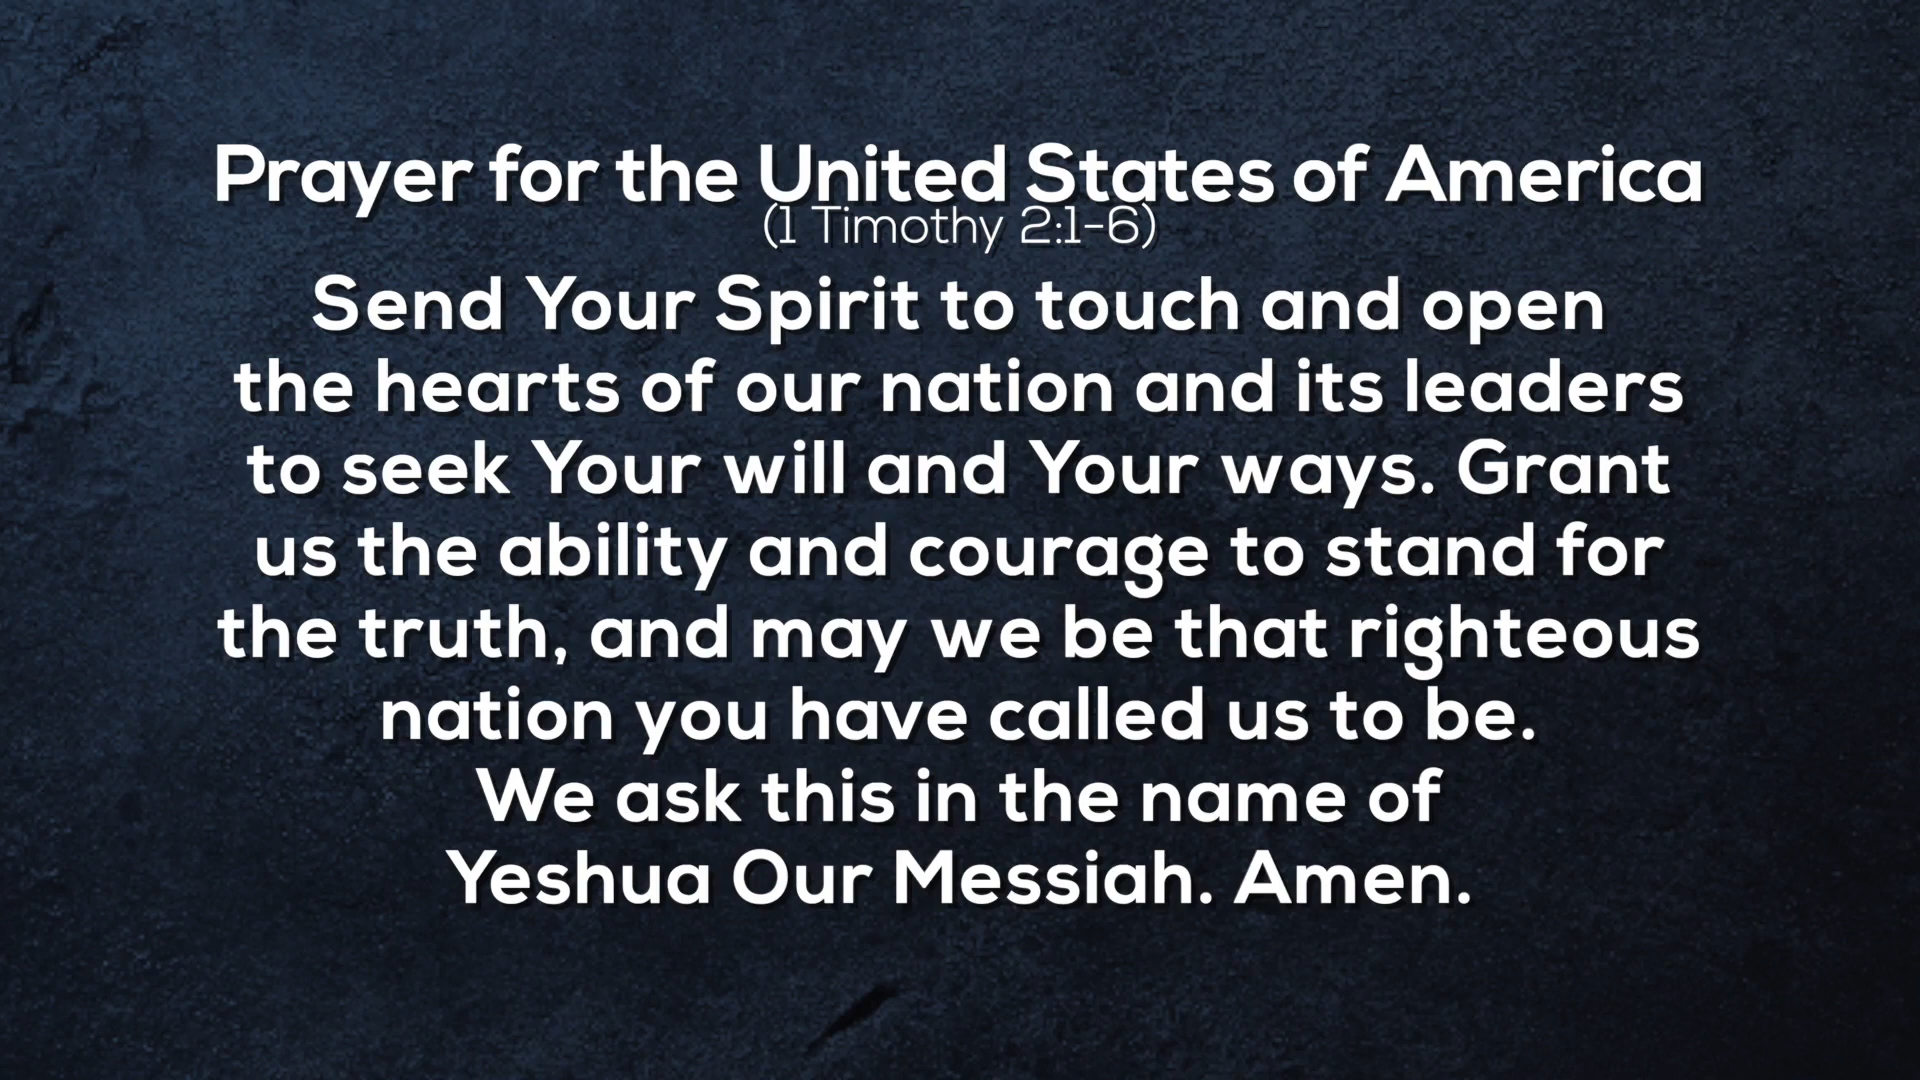 Prayer for the United States of America
(1 Timothy 2:1-6)
Send Your Spirit to touch and open
the hearts of our nation and its leaders
to seek Your will and Your ways. Grant
us the ability and courage to stand for
the truth, and may we be that righteous
nation you have called us to be.
We ask this in the name of
Yeshua Our Messiah. Amen.